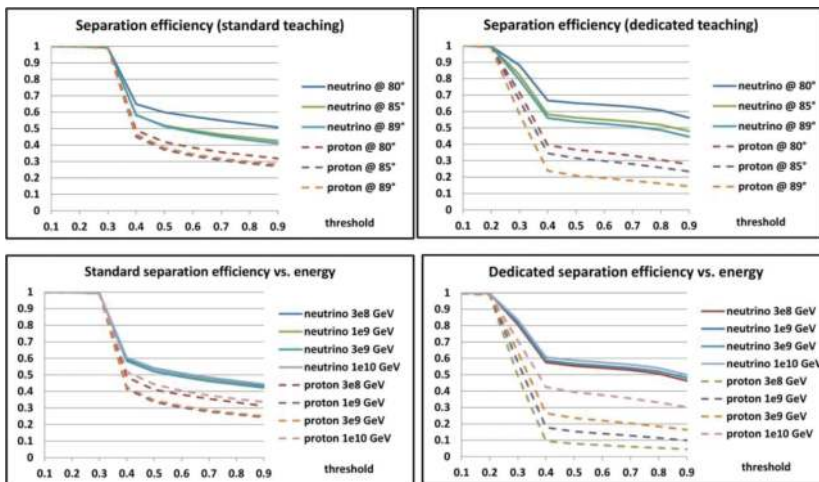 Separation efficiency (standard teaching)
1
0.9
0.8
0.7
0.6
0.5
0.4
0.3
0.2
0.1
0
neutrino @ 80°
neutrino @ 85°
neutrino @ 89°
proton @ 80°
proton @ 85°
proton @ 89°
threshold
0.1 0.2 0.3 0.4 0.5 0.6 0.7 0.8 0.9
Separation efficiency (dedicated teaching)
1
0.9
0.8
0.7
0.6
0.5
0.4
0.3
0.2
0.1
0
neutrino @ 80°
neutrino @ 85°
neutrino @ 89°
proton @ 80°
proton @ 85°
proton @ 89°
threshold
0.1 0.2 0.3 0.4 0.5 0.6 0.7 0.8 0.9
Standard separation efficiency vs. energy
1
0.9
0.8
0.7
0.6
0.5
0.4
0.3
0.2
0.1
0
neutrino 3e8 GeV
neutrino 1e9 GeV
neutrino 3e9 GeV
neutrino 1e10 GeV
proton 3e8 GeV
proton 1e9 GeV
proton 3e9 GeV
proton 1e10 GeV
0.1 0.2 0.3 0.4 0.5 0.6 0.7 0.8 0.9
threshold
Dedicated separation efficiency vs. energy
1
0.9
0.8
0.7
0.6
0.5
0.4
0.3
0.2
0.1
0
neutrino 3e8 GeV
neutrino 1e9 GeV
neutrino 3e9 GeV
neutrino 1e10 GeV
proton 3e8 GeV
proton 1e9 GeV
proton 3e9 GeV
proton 1e10 GeV
0.1 0.2 0.3 0.4 0.5 0.6 0.7 0.8 0.9
threshold